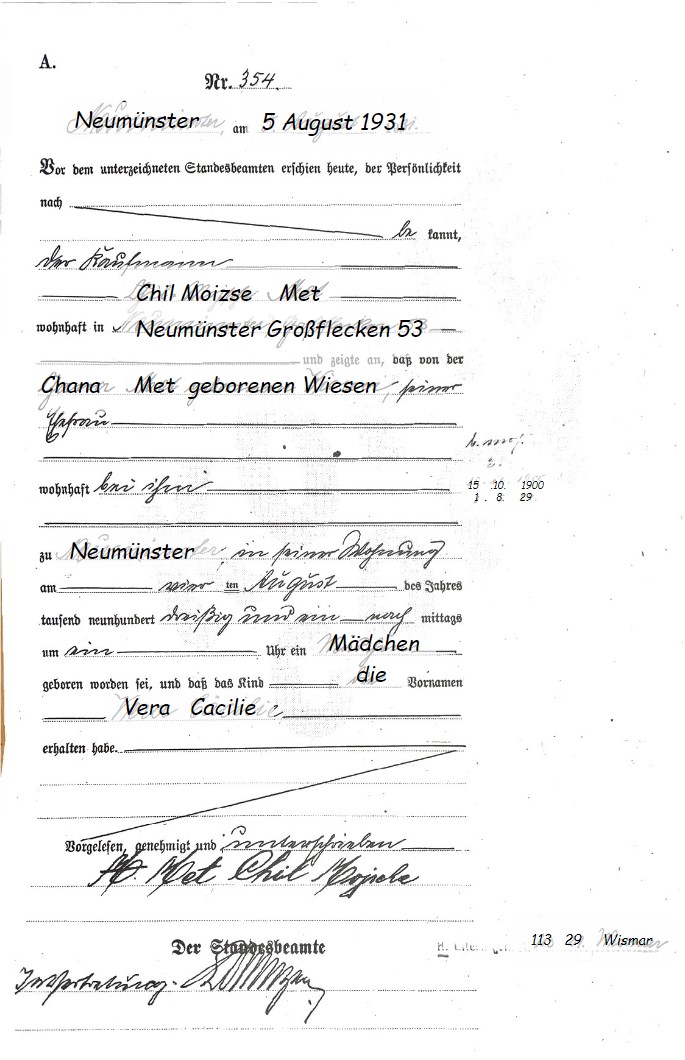 A.
Nr. 354.
Neumünster, am 5 August 1931
Vor dem unterzeichneten Standesbeamten erschien heute, der Persönlichkeit
nach
be kannt,
der Kaufmann
Chil Moizse Met
wohnhaft in Neumünster Großflecken 53
und zeigte an, daß von der
Chana Met geborenen Wiesen, seiner
Ehefrau
wohnhaft bei ihm
15 .10. 1900
1 . 8. 29
zu Neumünster, in seiner Wohnung
am vier ten August des Jahres
tausend neunhundert dreißig und ein nach mittags
um ein Uhr ein Mädchen
geboren worden sei, und daß das Kind die Vornamen
Vera Cacilie
erhalten habe.
Vorgelesen, genehmigt und unterschrieben
Met Chil Mojsche
Der Standesbeamte
113 29 Wismar
In Vertretung.